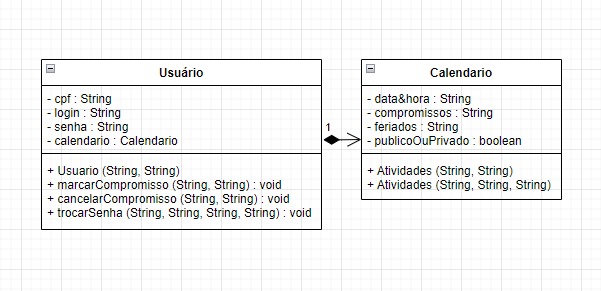 Usuário
- cpf : String
- login : String
- senha : String
- calendario : Calendario
+ Usuario (String, String)
+ marcarCompromisso (String, String) : void
+ cancelarCompromisso (String, String) : void
+ trocarSenha (String, String, String, String) : void
1
Calendario
- data&hora : String
- compromissos : String
- feriados : String
- publicoOuPrivado : boolean
+ Atividades (String, String)
+ Atividades (String, String, String)